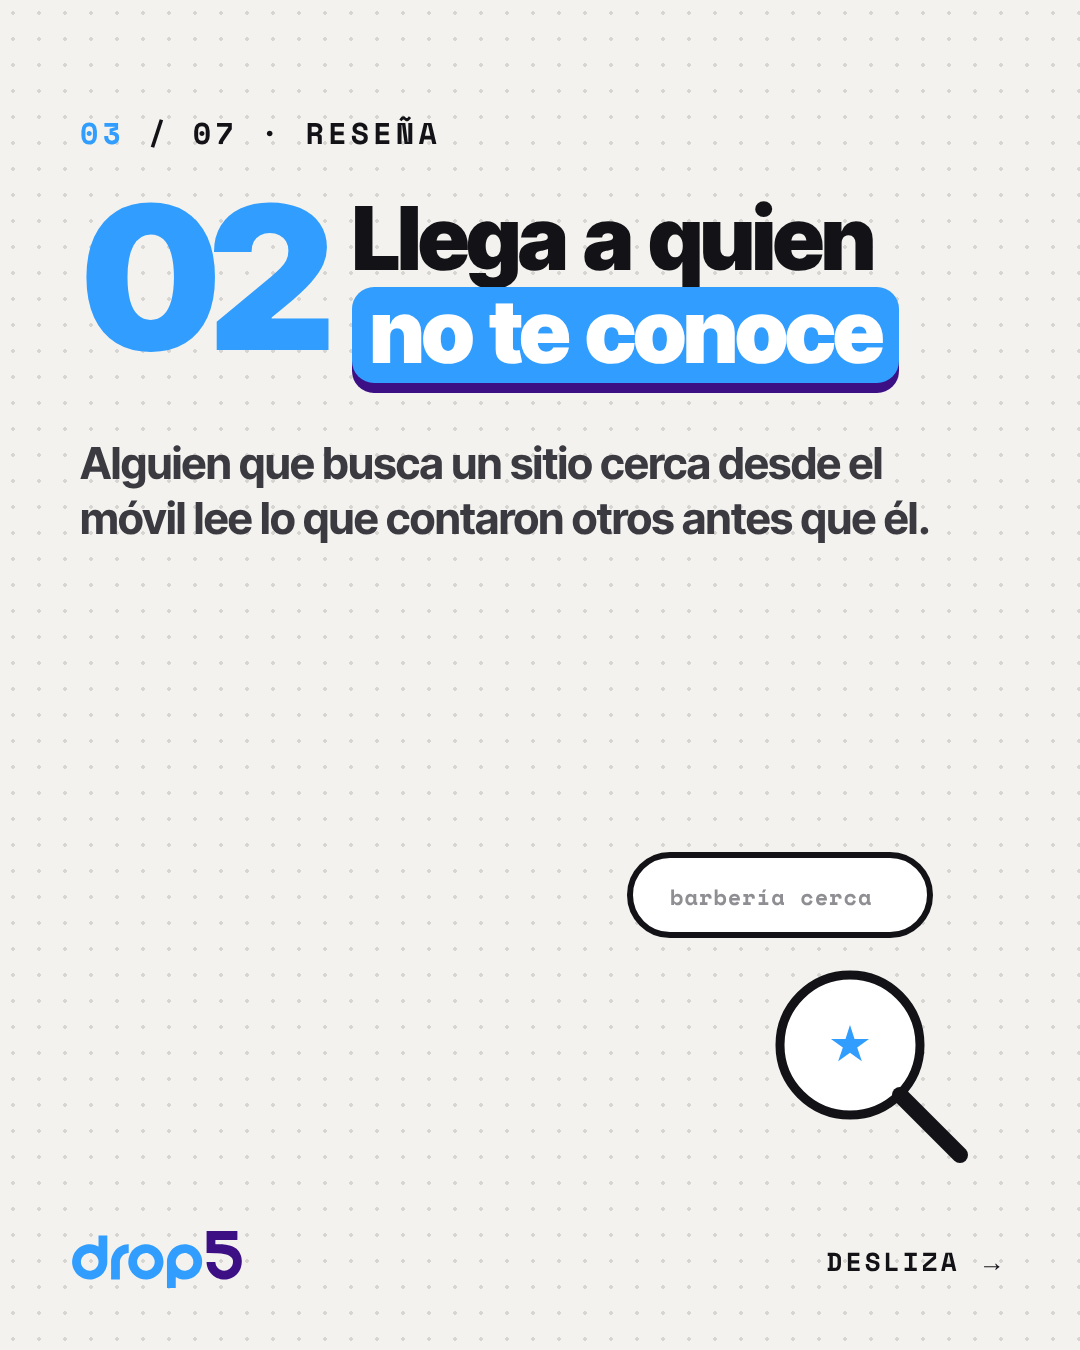 03 / 07 · RESEÑA
02
Llega a quien
no te conoce
Alguien que busca un sitio cerca desde el
móvil lee lo que contaron otros antes que él.
barbería cerca
drop5
DESLIZA →